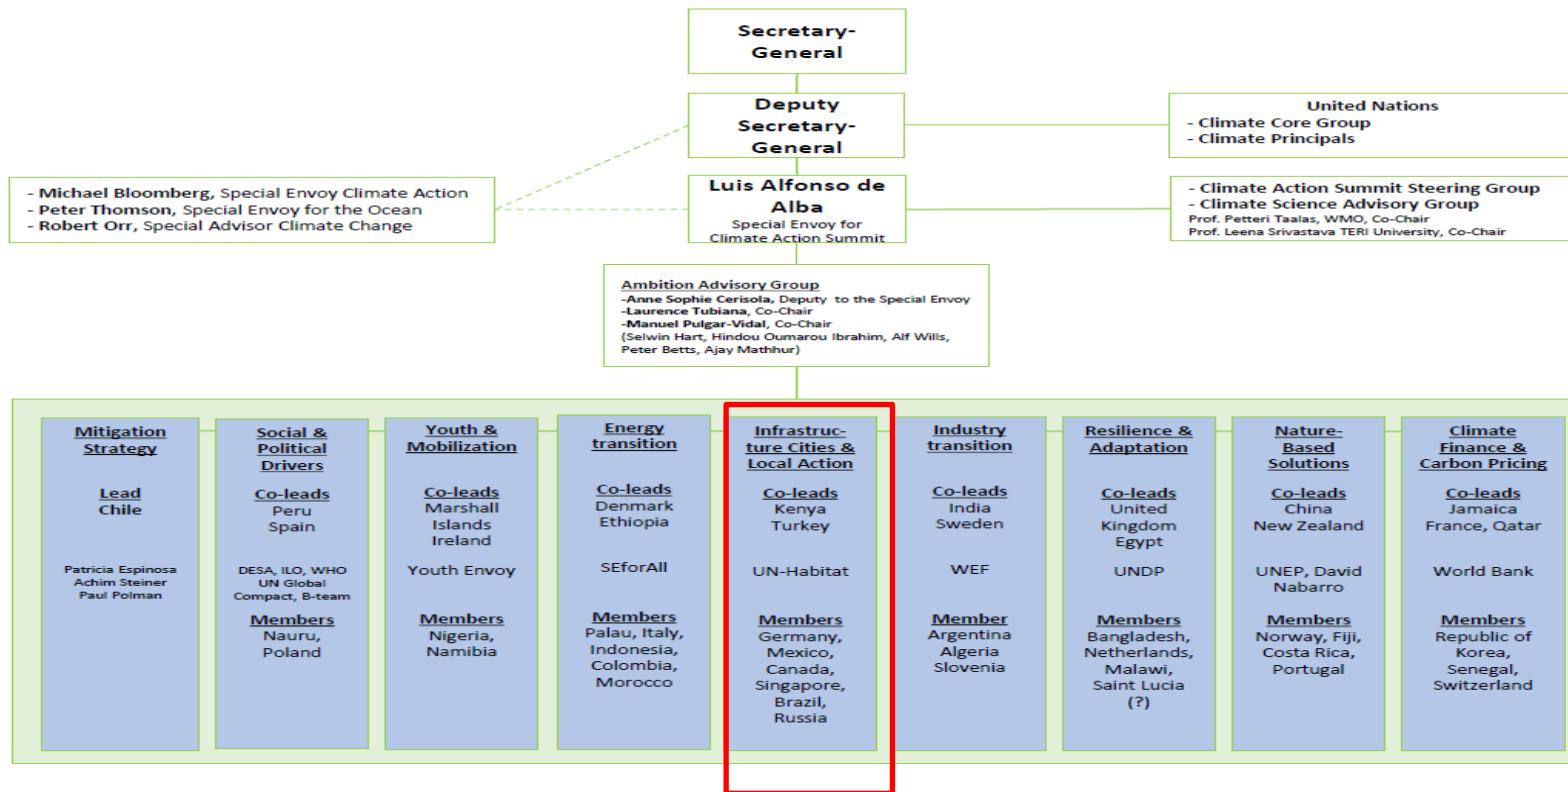 Secretary-
General
Deputy
Secretary-
General
United Nations
- Climate Core Group
- Climate Principals
- Michael Bloomberg, Special Envoy Climate Action
- Peter Thomson, Special Envoy for the Ocean
- Robert Orr, Special Advisor Climate Change
Luis Alfonso de
Alba
Special Envoy for
Climate Action Summit
- Climate Action Summit Steering Group
- Climate Science Advisory Group
Prof. Petteri Taalas, WMO, Co-Chair
Prof. Leena Srivastava TERI University, Co-Chair
Ambition Advisory Group
-Anne Sophie Cerisola, Deputy to the Special Envoy
-Laurence Tubiana, Co-Chair
-Manuel Pulgar-Vidal, Co-Chair
(Selwin Hart, Hindou Oumarou Ibrahim, Alf Wills,
Peter Betts, Ajay Mathhur)
Mitigation
Strategy
Lead
Chile
Patricia Espinosa
Achim Steiner
Paul Polman
Social &
Political
Drivers
Co-leads
Peru
Spain
DESA, ILO, WHO
UN Global
Compact, B-team
Members
Nauru,
Poland
Youth &
Mobilization
Co-leads
Marshall
Islands
Ireland
Youth Envoy
Members
Nigeria,
Namibia
Energy
transition
Co-leads
Denmark
Ethiopia
SEforAll
Members
Palau, Italy,
Indonesia,
Colombia,
Morocco
Infrastruc-
ture Cities &
Local Action
Co-leads
Kenya
Turkey
UN-Habitat
Members
Germany,
Mexico,
Canada,
Singapore,
Brazil,
Russia
Industry
transition
Co-leads
India
Sweden
WEF
Member
Argentina
Algeria
Slovenia
Resilience &
Adaptation
Co-leads
United
Kingdom
Egypt
UNDP
Members
Bangladesh,
Netherlands,
Malawi,
Saint Lucia
(?)
Nature-
Based
Solutions
Co-leads
China
New Zealand
UNEP, David
Nabarro
Members
Norway, Fiji,
Costa Rica,
Portugal
Climate
Finance &
Carbon Pricing
Co-leads
Jamaica
France, Qatar
World Bank
Members
Republic of
Korea,
Senegal,
Switzerland